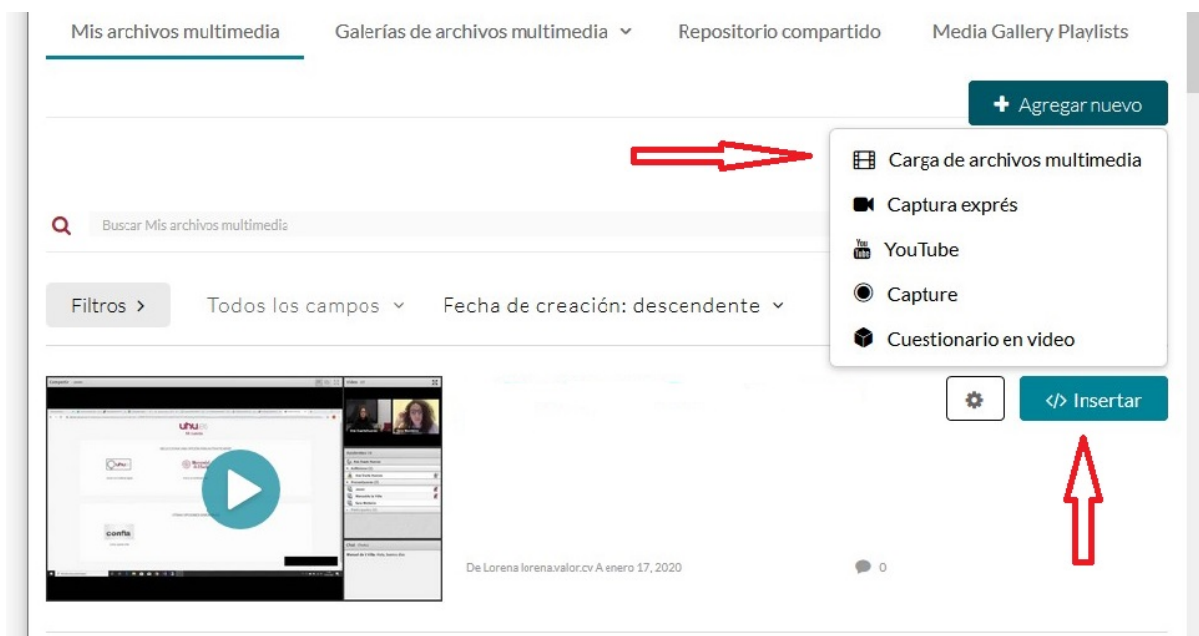 Mis archivos multimedia Galerías de archivos multimedia Repositorio compartido Media Gallery Playlists
+ Agregar nuevo
Carga de archivos multimedia
Captura exprés
YouTube
Capture
Cuestionario en video
Buscar Mis archivos multimedia
Filtros > Todos los campos Fecha de creación: descendente
</> Insertar
uhu
confia
De Lorena lorena.valor.cv A enero 17, 2020 0